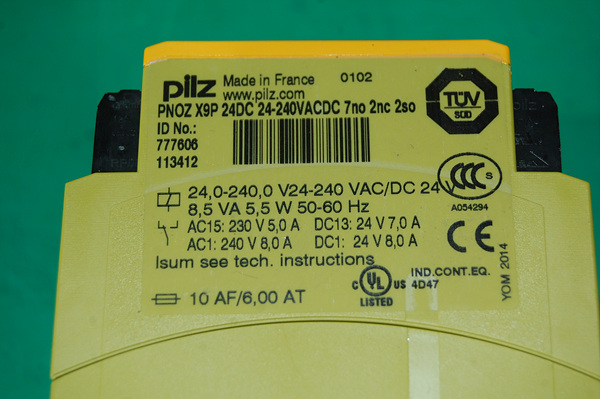 pilz Made in France 0102
www.pilz.com
PNOZ X9P 24DC 24-240VACDC 7no 2nc 2so
ID No.:
777606
113412
TÜV
SÜD
CCC S
A054294
24,0-240,0 V24-240 VAC/DC 24 V
8,5 VA 5,5 W 50-60 Hz
AC15: 230 V 5,0 A DC13: 24 V 7,0 A
AC1: 240 V 8,0 A DC1: 24 V 8,0 A
CE
YOM 2014
Isum see tech. instructions
C UL US
LISTED
IND.CONT.EQ.
4D47
10 AF/6,00 AT